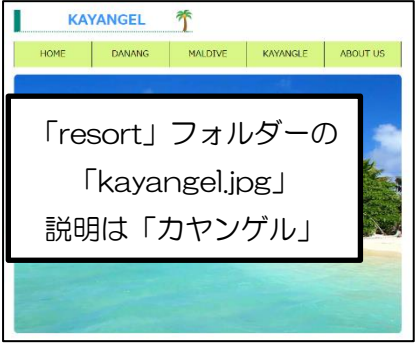 KAYANGEL
HOME DANANG MALDIVE KAYANGLE ABOUT US
「resort」フォルダーの
「kayangel.jpg」
説明は「カヤンゲル」